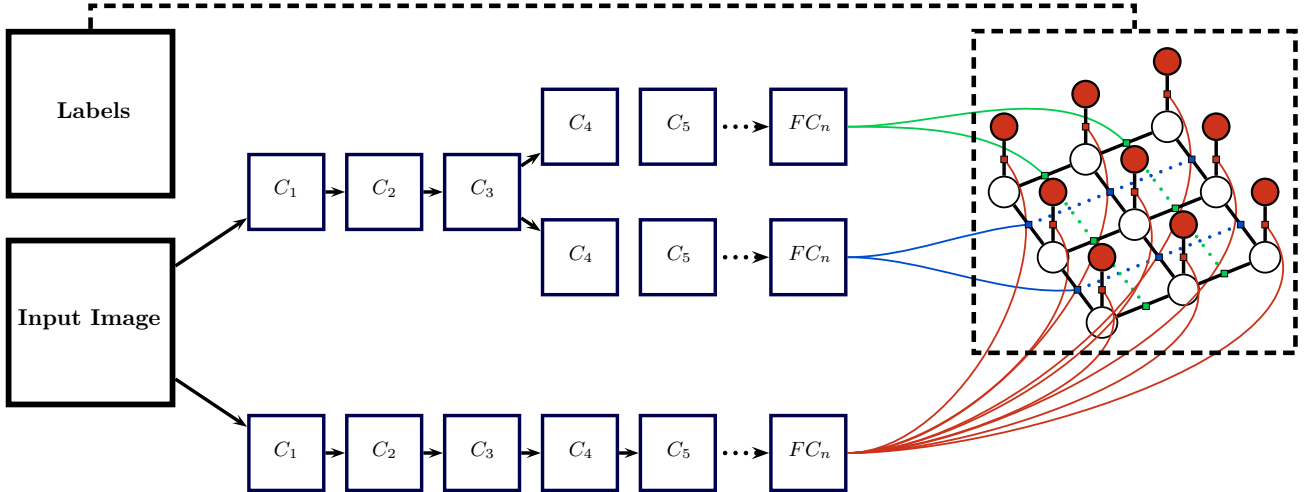 Labels
C₄ C₅ FCₙ
C₁ C₂ C₃
C₄ C₅ FCₙ
Input Image
C₁ C₂ C₃ C₄ C₅ FCₙ